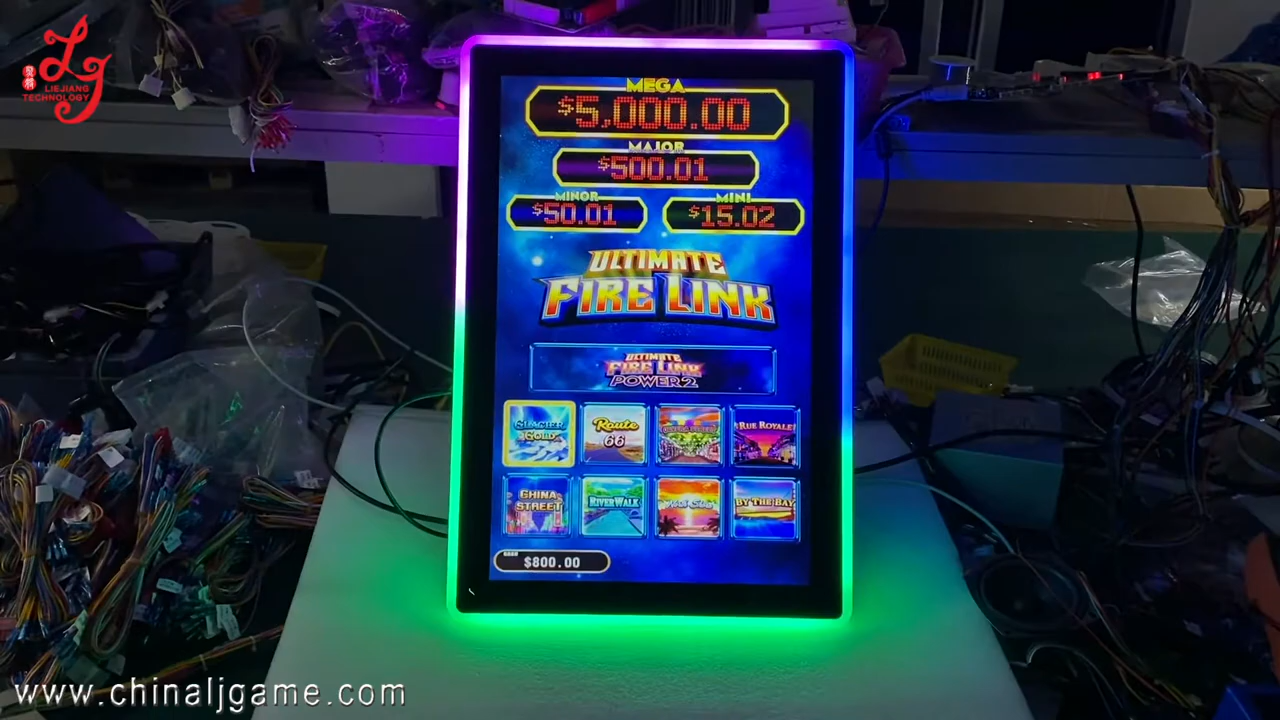 LIEJIANG
TECHNOLOGY
MEGA
$5,000.00
MAJOR
$500.01
MINOR
$50.01
MINI
$15.02
ULTIMATE
FIRE LINK
ULTIMATE
FIRE LINK
POWER 2
GLACIER
GOLD
Route
66
RUE ROYALE
CHINA
STREET
RIVER WALK
BY THE BAY
$800.00
www.chinaljgame.com